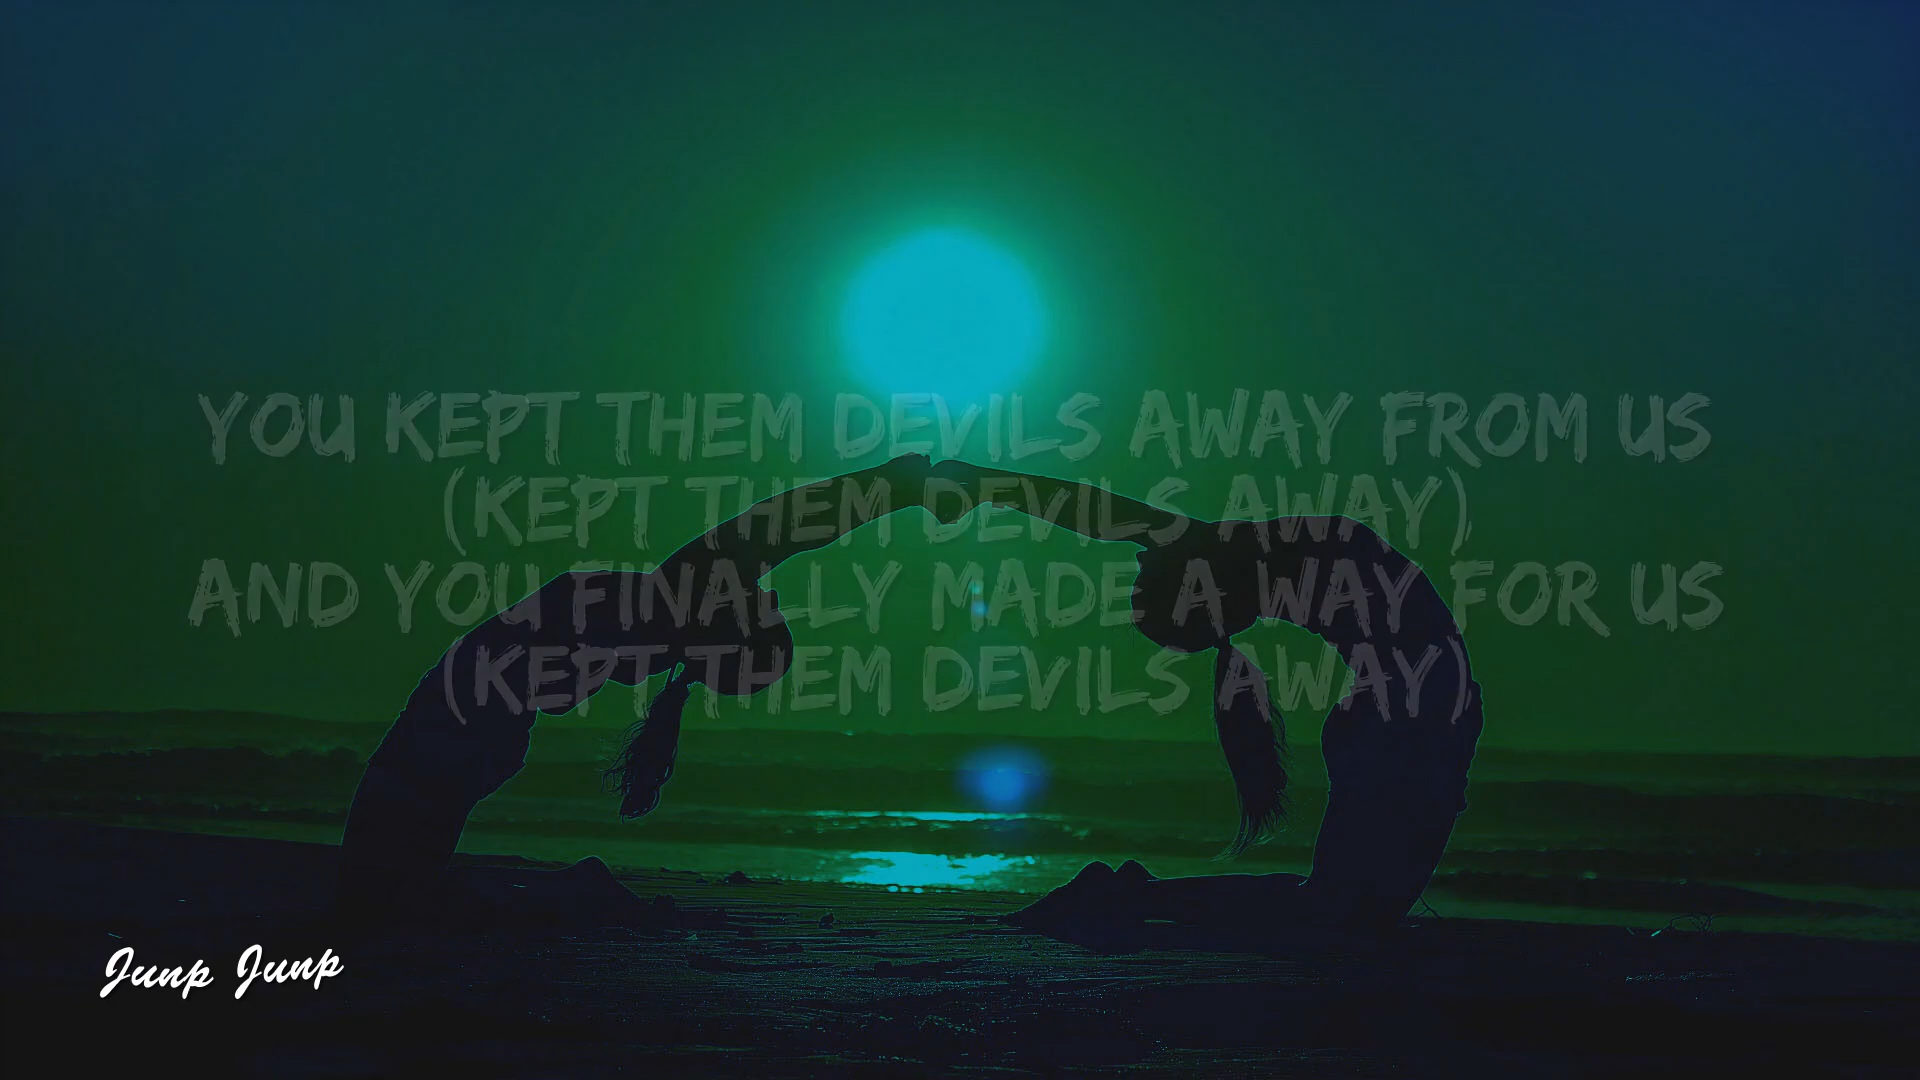 YOU KEPT THEM DEVILS AWAY FROM US
(KEPT THEM DEVILS AWAY)
AND YOU FINALLY MADE A WAY FOR US
(KEPT THEM DEVILS AWAY)
Junp Junp